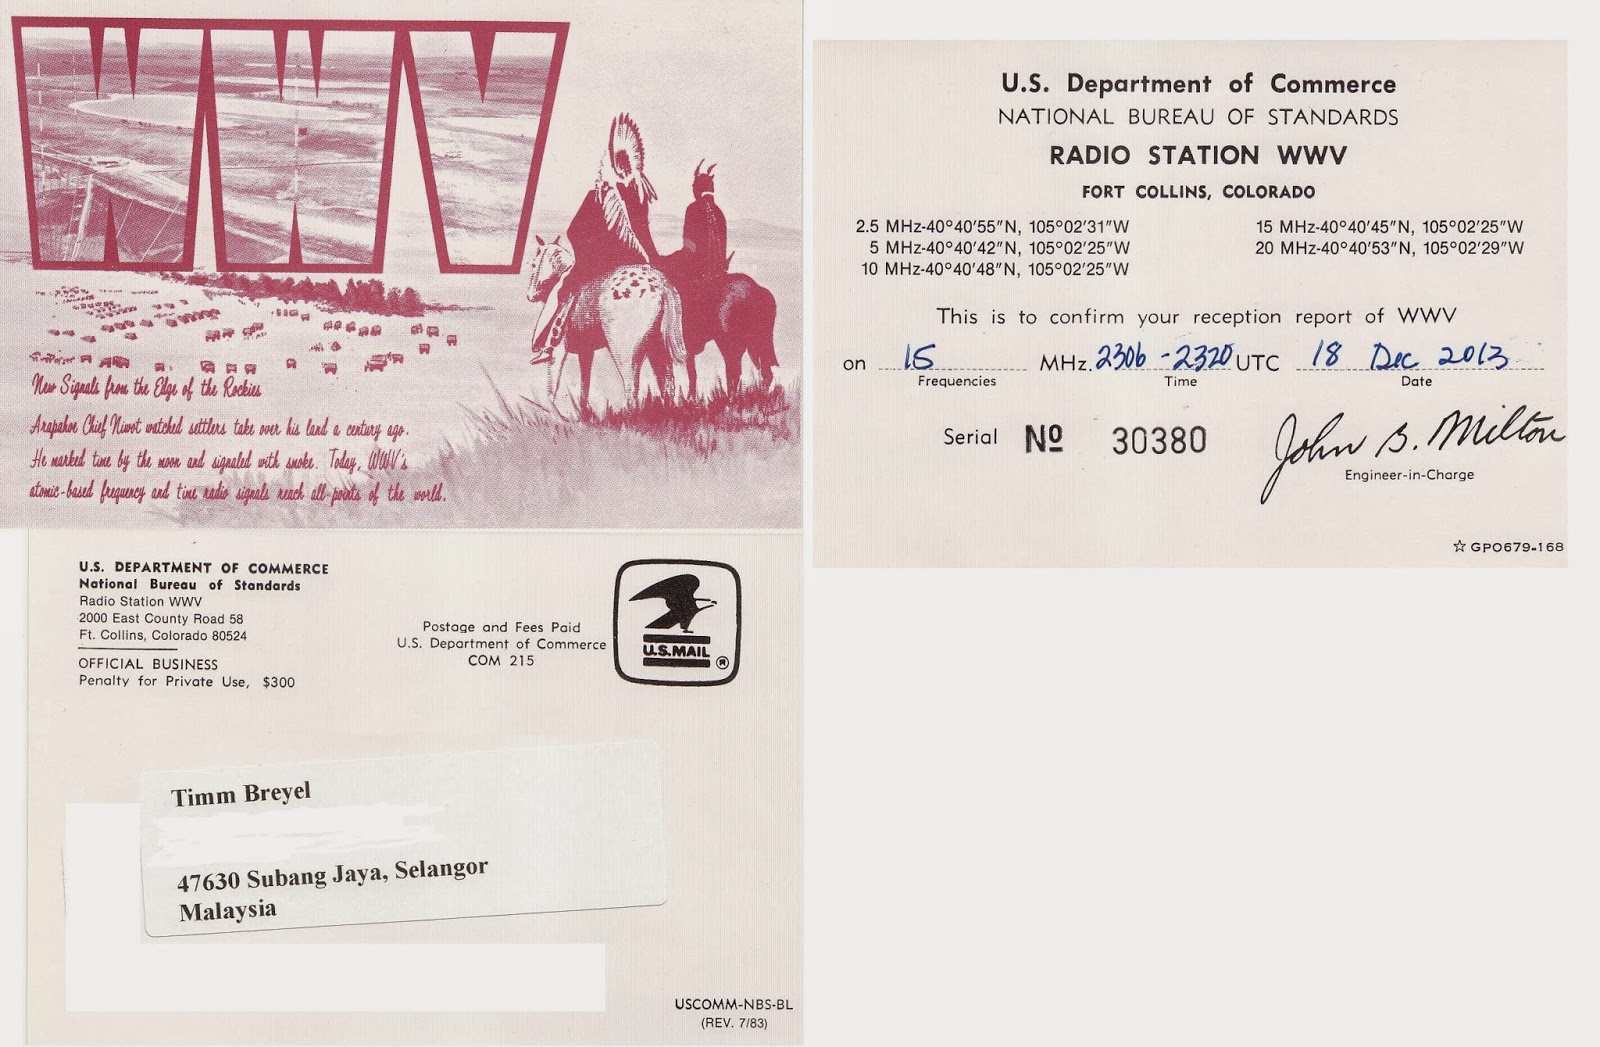 WWV
New Signals from the Edge of the Rockies
Arapahoe Chief Niwot watched settlers take over his land a century ago.
He marked time by the moon and signaled with smoke. Today, WWV's
atomic-based frequency and time radio signals reach all points of the world.
U.S. DEPARTMENT OF COMMERCE
National Bureau of Standards
Radio Station WWV
2000 East County Road 58
Ft. Collins, Colorado 80524
OFFICIAL BUSINESS
Penalty for Private Use, $300
Postage and Fees Paid
U.S. Department of Commerce
COM 215
U.S.MAIL ®
Timm Breyel
47630 Subang Jaya, Selangor
Malaysia
USCOMM-NBS-BL
(REV. 7/83)
U.S. Department of Commerce
NATIONAL BUREAU OF STANDARDS
RADIO STATION WWV
FORT COLLINS, COLORADO
2.5 MHz-40°40'55"N, 105°02'31"W 15 MHz-40°40'45"N, 105°02'25"W
5 MHz-40°40'42"N, 105°02'25"W 20 MHz-40°40'53"N, 105°02'29"W
10 MHz-40°40'48"N, 105°02'25"W
This is to confirm your reception report of WWV
on 15 MHz. 2306 - 2320 UTC 18 Dec 2013
Frequencies Time Date
Serial Nº 30380 John B. Milton
Engineer-in-Charge
☆ GPO679-168